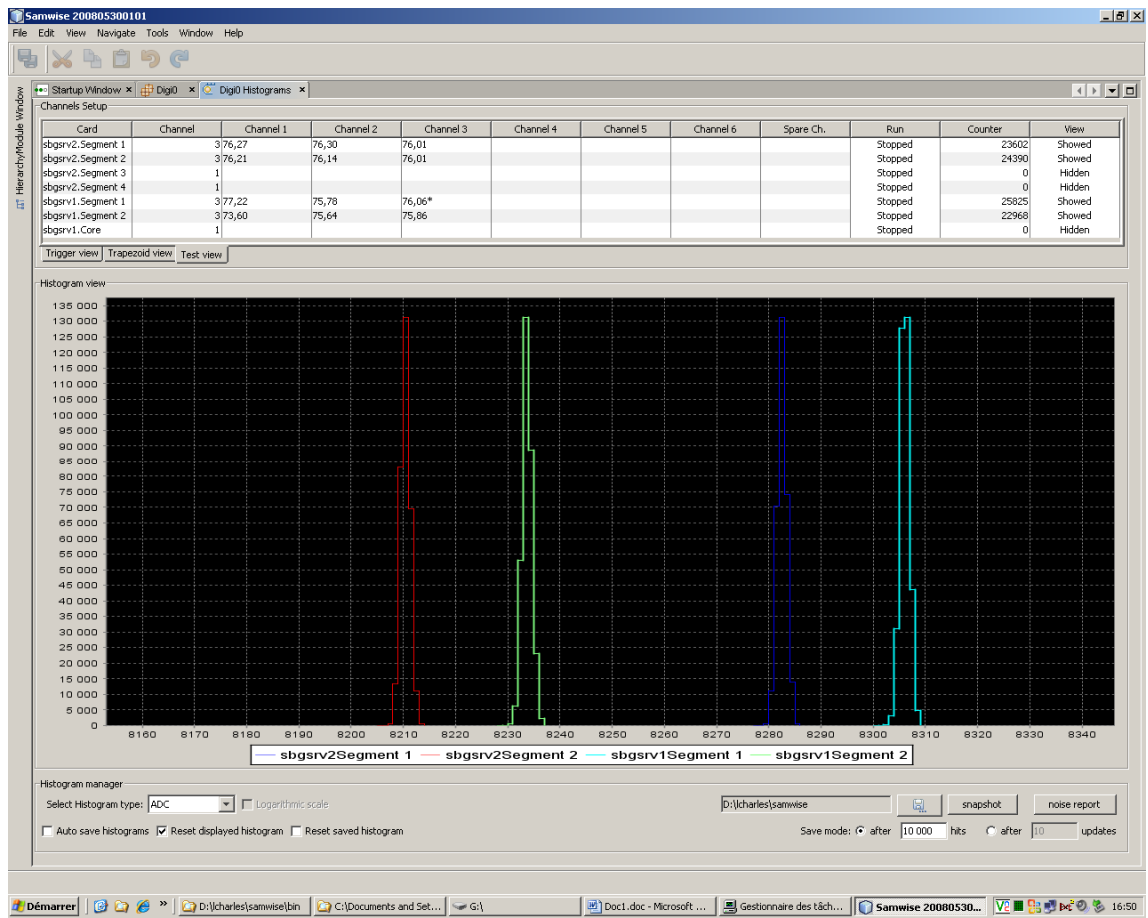 Samwise 200805300101
File Edit View Navigate Tools Window Help
Hierarchy/Module Window
Startup Window × Digi0 × Digi0 Histograms ×
Channels Setup
Card Channel Channel 1 Channel 2 Channel 3 Channel 4 Channel 5 Channel 6 Spare Ch. Run Counter View
sbgsrv2.Segment 1 3 76,27 76,30 76,01 Stopped 23602 Showed
sbgsrv2.Segment 2 3 76,21 76,14 76,01 Stopped 24390 Showed
sbgsrv2.Segment 3 1 Stopped 0 Hidden
sbgsrv2.Segment 4 1 Stopped 0 Hidden
sbgsrv1.Segment 1 3 77,22 75,78 76,06* Stopped 25825 Showed
sbgsrv1.Segment 2 3 73,60 75,64 75,86 Stopped 22968 Showed
sbgsrv1.Core 1 Stopped 0 Hidden
Trigger view Trapezoid view Test view
Histogram view
135 000
130 000
125 000
120 000
115 000
110 000
105 000
100 000
95 000
90 000
85 000
80 000
75 000
70 000
65 000
60 000
55 000
50 000
45 000
40 000
35 000
30 000
25 000
20 000
15 000
10 000
5 000
0
8160 8170 8180 8190 8200 8210 8220 8230 8240 8250 8260 8270 8280 8290 8300 8310 8320 8330 8340
sbgsrv2Segment 1 sbgsrv2Segment 2 sbgsrv1Segment 1 sbgsrv1Segment 2
Histogram manager
Select Histogram type: ADC Logarithmic scale D:\lcharles\samwise snapshot noise report
Auto save histograms Reset displayed histogram Reset saved histogram Save mode: after 10 000 hits after 10 updates
Démarrer » D:\lcharles\samwise\bin C:\Documents and Set... G:\ Doc1.doc - Microsoft ... Gestionnaire des tâch... Samwise 20080530... 16:50